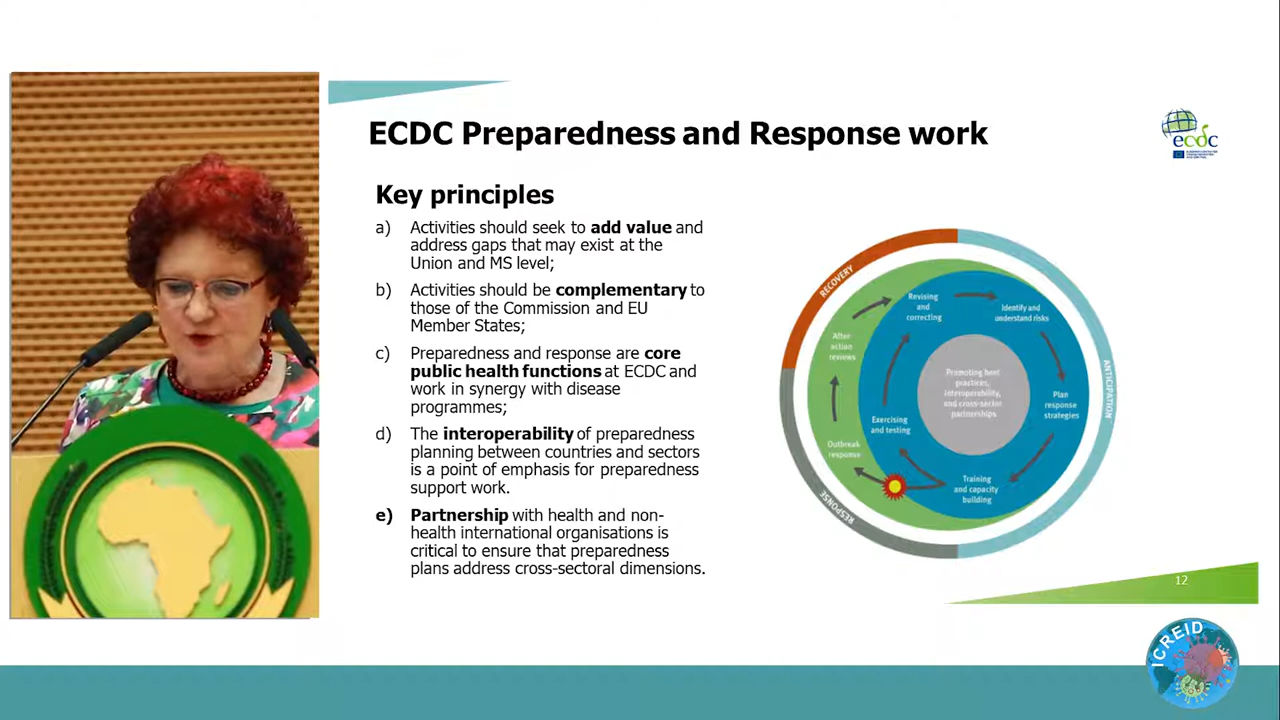 ECDC Preparedness and Response work
ecdc
Key principles
a) Activities should seek to add value and
address gaps that may exist at the
Union and MS level;
b) Activities should be complementary to
those of the Commission and EU
Member States;
c) Preparedness and response are core
public health functions at ECDC and
work in synergy with disease
programmes;
d) The interoperability of preparedness
planning between countries and sectors
is a point of emphasis for preparedness
support work.
e) Partnership with health and non-
health international organisations is
critical to ensure that preparedness
plans address cross-sectoral dimensions.
RECOVERY
ANTICIPATION
RESPONSE
Revising
and
correcting
Identify and
understand risks
After-
action
reviews
Promoting best
practices,
interoperability,
and cross-sector
partnerships
Plan
response
strategies
Exercising
and testing
Outbreak
response
Training
and capacity
building
12
ICREID